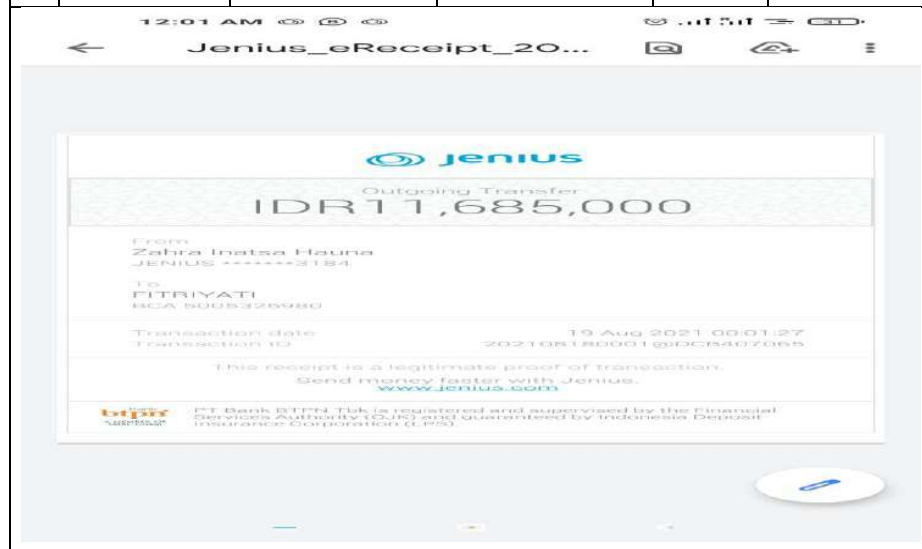 12:01 AM
31
Jenius_eReceipt_20...
jenius
Outgoing Transfer
IDR11,685,000
From
Zahra Inatsa Hauna
JENIUS *******3184
To
FITRIYATI
BCA 5005326980
Transaction date 19 Aug 2021 00:01:27
Transaction ID
This receipt is a legitimate proof of transaction.
Send money faster with Jenius.
www.jenius.com
btpn PT Bank BTPN Tbk is registered and supervised by the Financial
Services Authority (OJK) and guaranteed by Indonesia Deposit
Insurance Corporation (LPS).